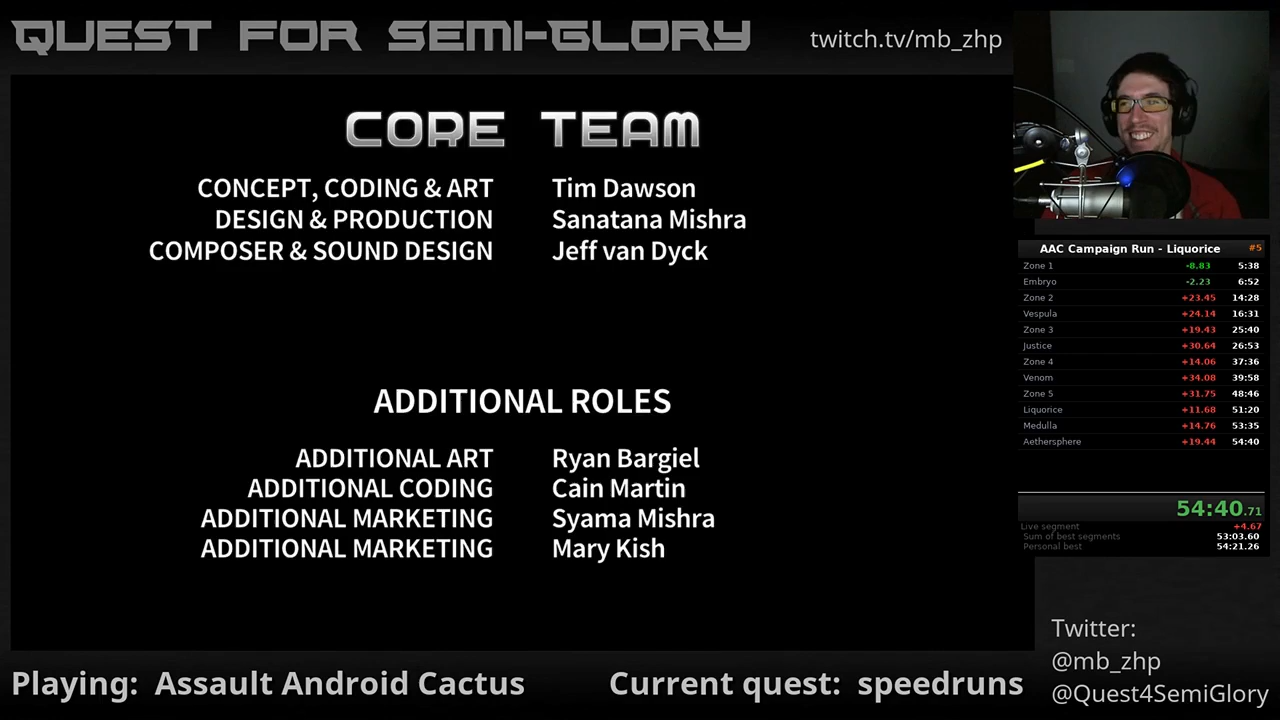 QUEST FOR SEMI-GLORY
twitch.tv/mb_zhp
CORE TEAM
CONCEPT, CODING & ART Tim Dawson
DESIGN & PRODUCTION Sanatana Mishra
COMPOSER & SOUND DESIGN Jeff van Dyck
ADDITIONAL ROLES
ADDITIONAL ART Ryan Bargiel
ADDITIONAL CODING Cain Martin
ADDITIONAL MARKETING Syama Mishra
ADDITIONAL MARKETING Mary Kish
AAC Campaign Run - Liquorice #5
Zone 1 -8.83 5:38
Embryo -2.23 6:52
Zone 2 +23.45 14:28
Vespula +24.14 16:31
Zone 3 +19.43 25:40
Justice +30.64 26:53
Zone 4 +14.06 37:36
Venom +34.08 39:58
Zone 5 +31.75 48:46
Liquorice +11.68 51:20
Medulla +14.76 53:35
Aethersphere +19.44 54:40
54:40.71
Live segment +4.67
Sum of best segments 53:03.60
Personal best 54:21.26
Twitter:
@mb_zhp
@Quest4SemiGlory
Playing: Assault Android Cactus
Current quest: speedruns